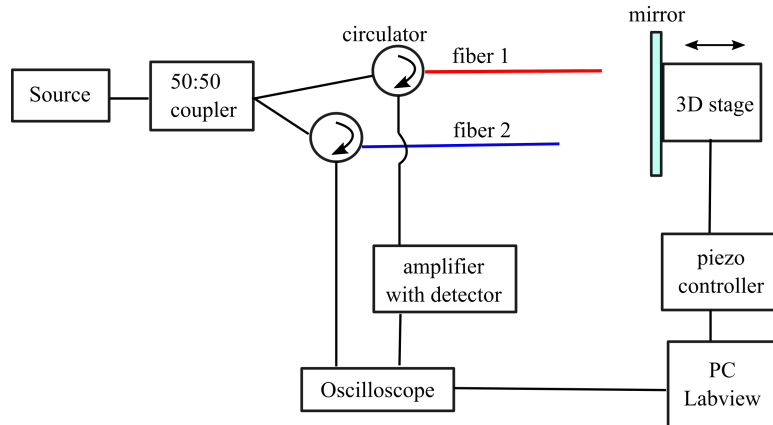 mirror
circulator
fiber 1
Source
50:50
coupler
3D stage
fiber 2
amplifier
with detector
piezo
controller
Oscilloscope
PC
Labview